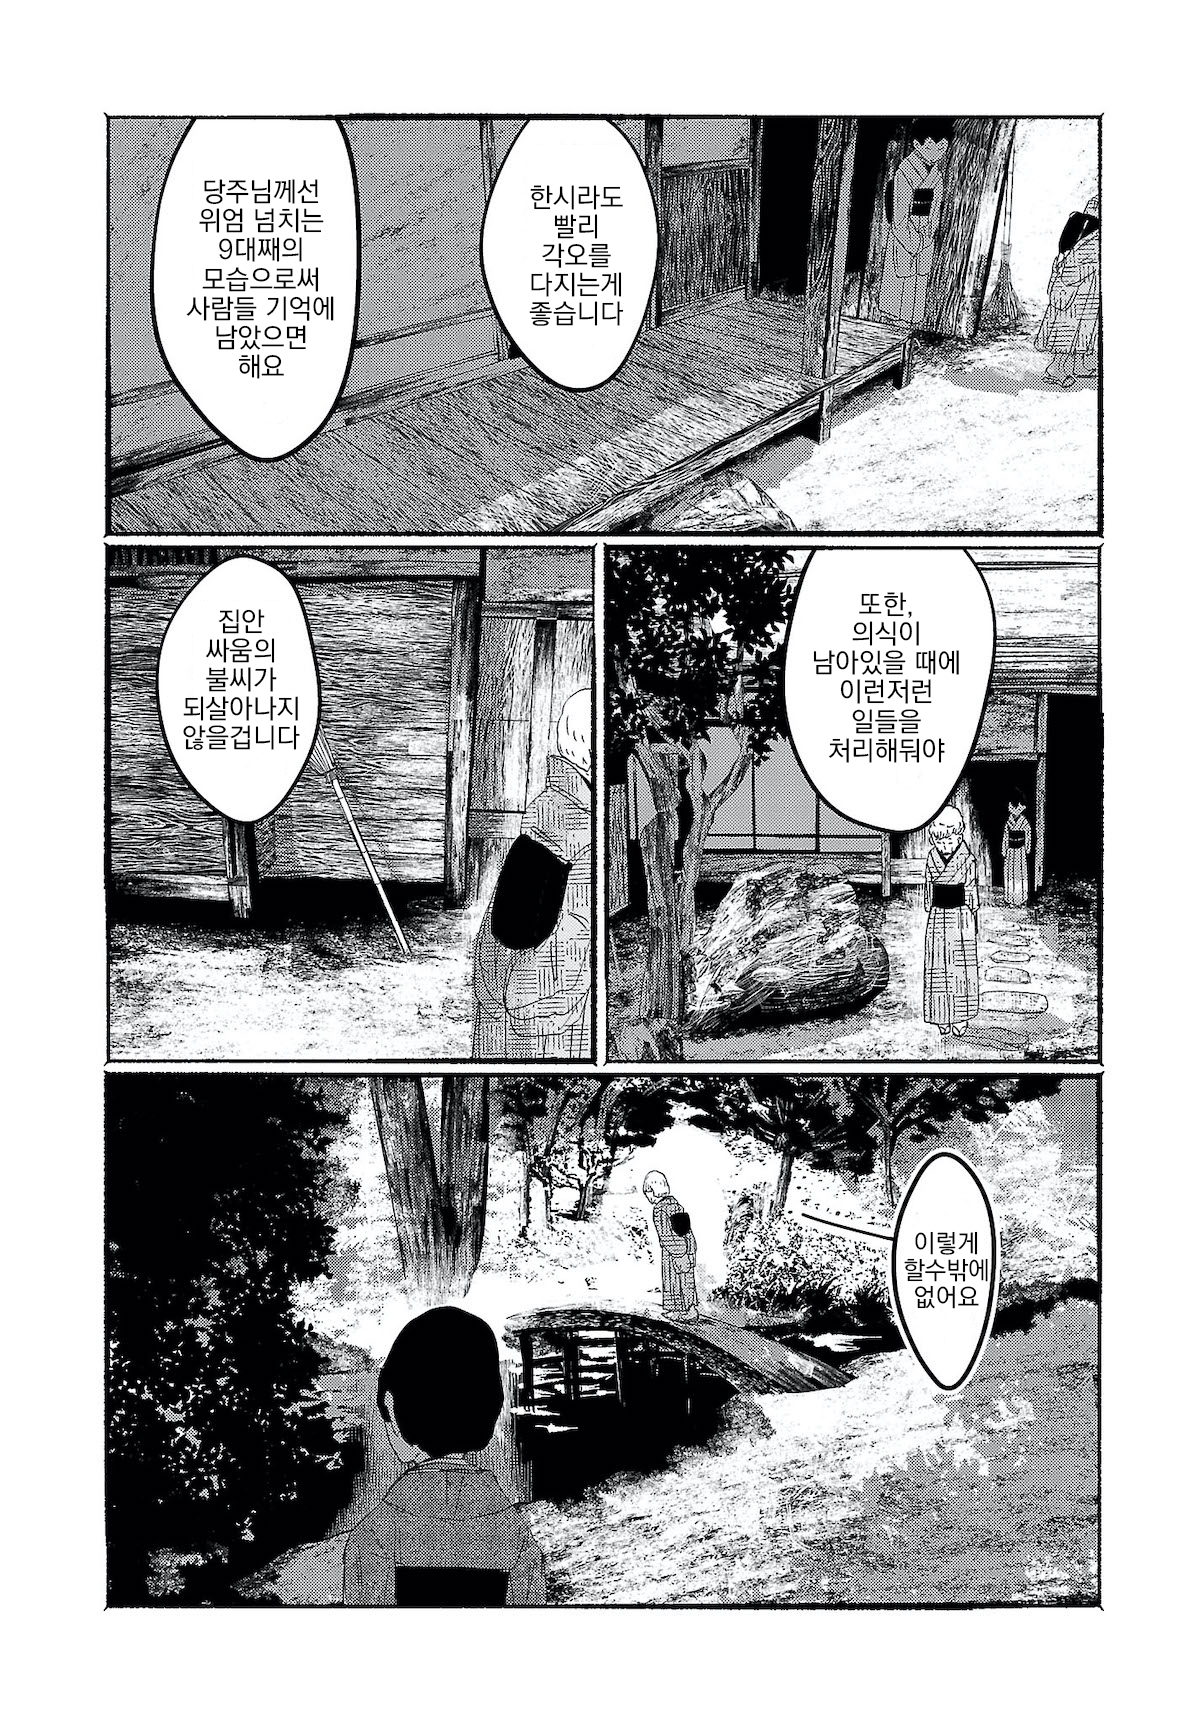 한시라도
빨리
각오를
다지는게
좋습니다
당주님께선
위엄 넘치는
9대째의
모습으로써
사람들 기억에
남았으면
해요
또한,
의식이
남아있을 때에
이런저런
일들을
처리해둬야
집안
싸움의
불씨가
되살아나지
않을겁니다
이렇게
할수밖에
없어요